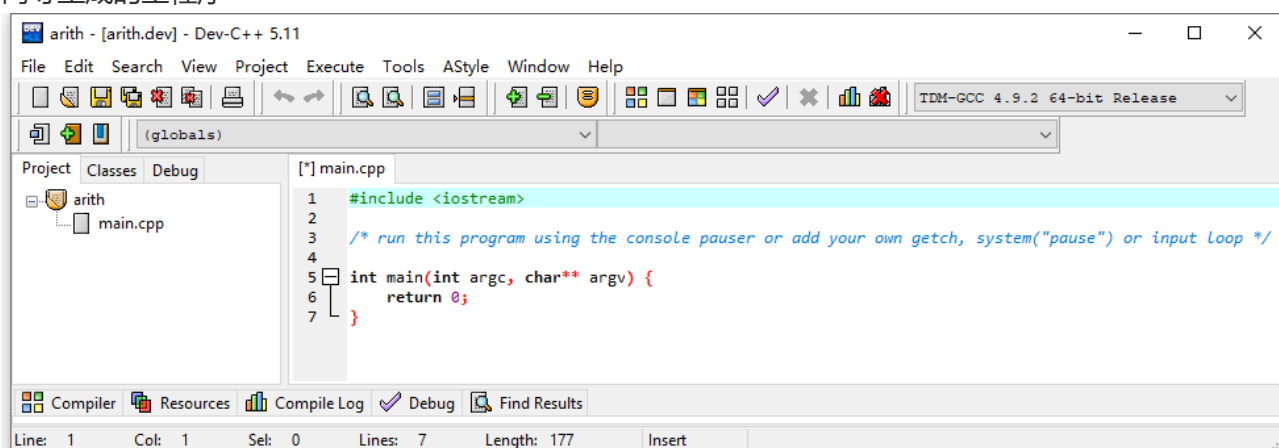 arith - [arith.dev] - Dev-C++ 5.11
File Edit Search View Project Execute Tools AStyle Window Help
TDM-GCC 4.9.2 64-bit Release
(globals)
Project Classes Debug
[*] main.cpp
arith
main.cpp
1 #include <iostream>
2
3 /* run this program using the console pauser or add your own getch, system("pause") or input loop */
4
5 int main(int argc, char** argv) {
6 return 0;
7 }
Compiler Resources Compile Log Debug Find Results
Line: 1 Col: 1 Sel: 0 Lines: 7 Length: 177 Insert